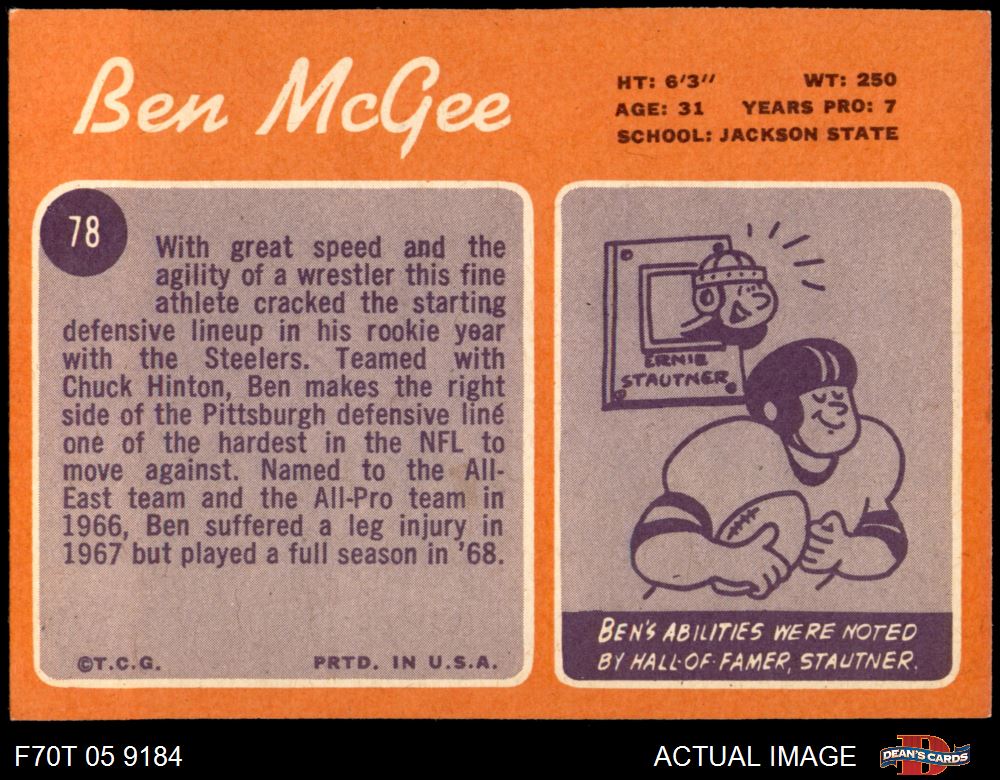 Ben McGee
HT: 6'3" WT: 250
AGE: 31 YEARS PRO: 7
SCHOOL: JACKSON STATE
78
With great speed and the
agility of a wrestler this fine
athlete cracked the starting
defensive lineup in his rookie year
with the Steelers. Teamed with
Chuck Hinton, Ben makes the right
side of the Pittsburgh defensive line
one of the hardest in the NFL to
move against. Named to the All-
East team and the All-Pro team in
1966, Ben suffered a leg injury in
1967 but played a full season in '68.
©T.C.G. PRTD. IN U.S.A.
ERNIE
STAUTNER
BEN'S ABILITIES WERE NOTED
BY HALL-OF-FAMER, STAUTNER.
F70T 05 9184
ACTUAL IMAGE
D
DEAN'S CARDS